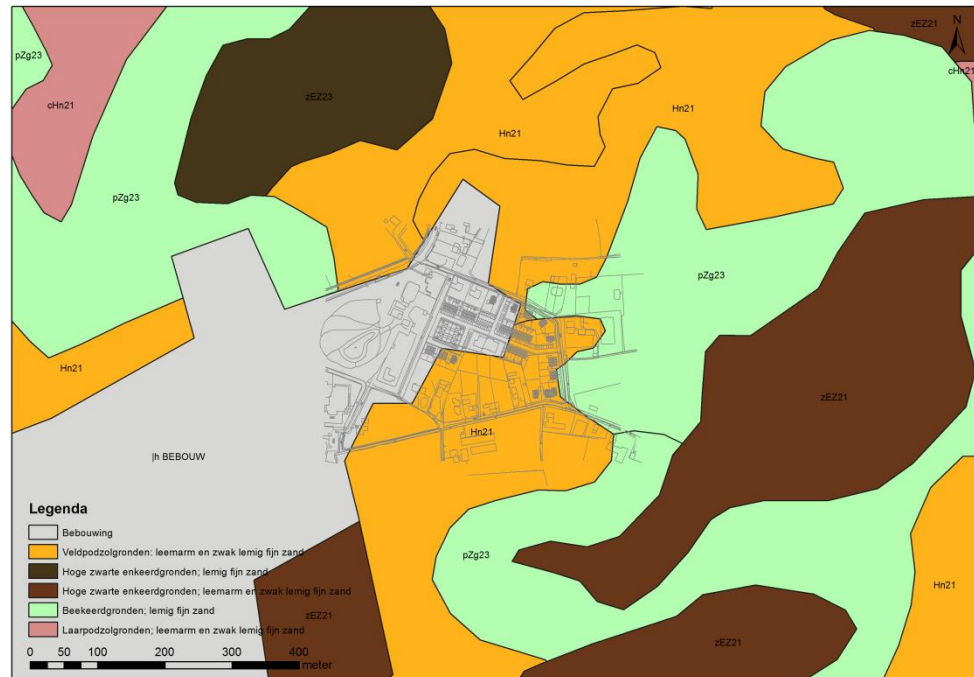 zEZ21
N
pZg23
cHn21
cHn21
zEZ23
Hn21
Hn21
pZg23
pZg23
Hn21
zEZ21
Hn21
|h BEBOUW
Legenda
Bebouwing
Veldpodzolgronden: leemarm en zwak lemig fijn zand
Hoge zwarte enkeerdgronden; lemig fijn zand
Hoge zwarte enkeerdgronden; leemarm en zwak lemig fijn zand
Beekeerdgronden; lemig fijn zand
Laarpodzolgronden; leemarm en zwak lemig fijn zand
pZg23
Hn21
zEZ21
zEZ21
0 50 100 200 300 400
meter